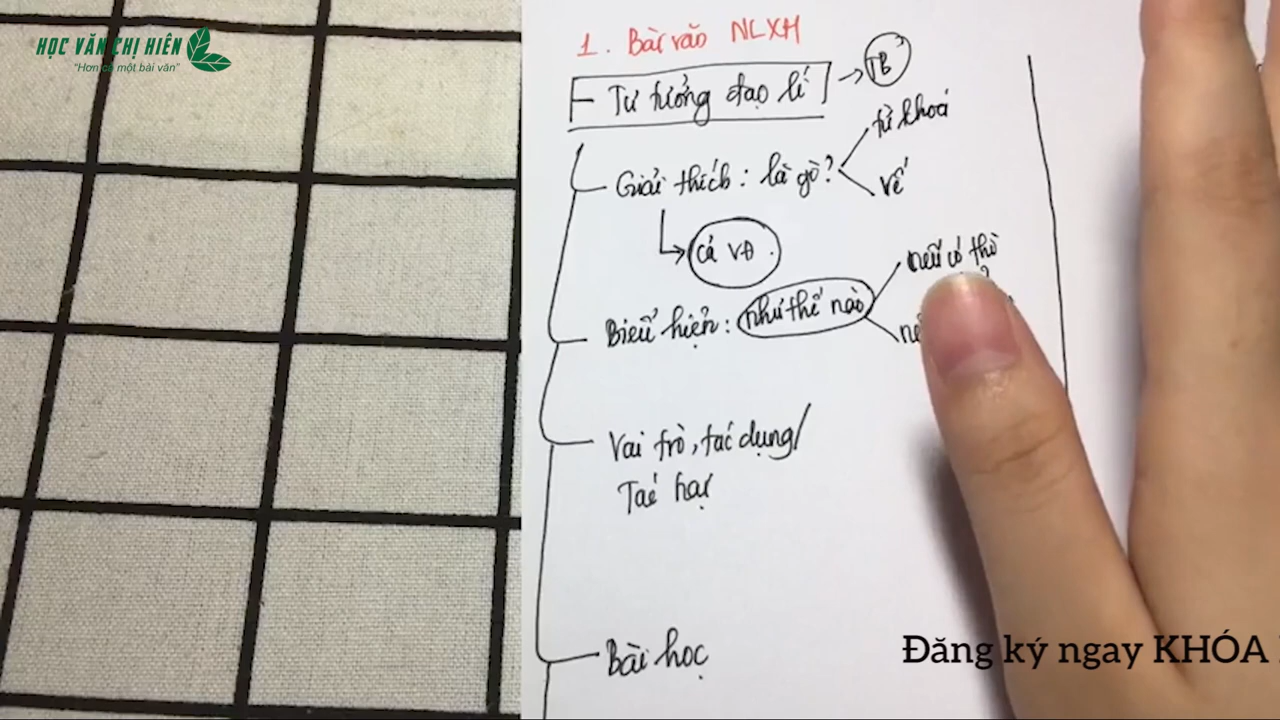 HỌC VĂN CHỊ HIÊN
"Hơn cả một bài văn"
1. Bài văn NLXH
- Tư tưởng đạo lí → TB
Giải thích: là gì?
từ khoá
vế
cả VĐ.
Biểu hiện: như thế nào
nếu có thì
Vai trò, tác dụng/
Tác hại
Bài học
Đăng ký ngay KHÓA